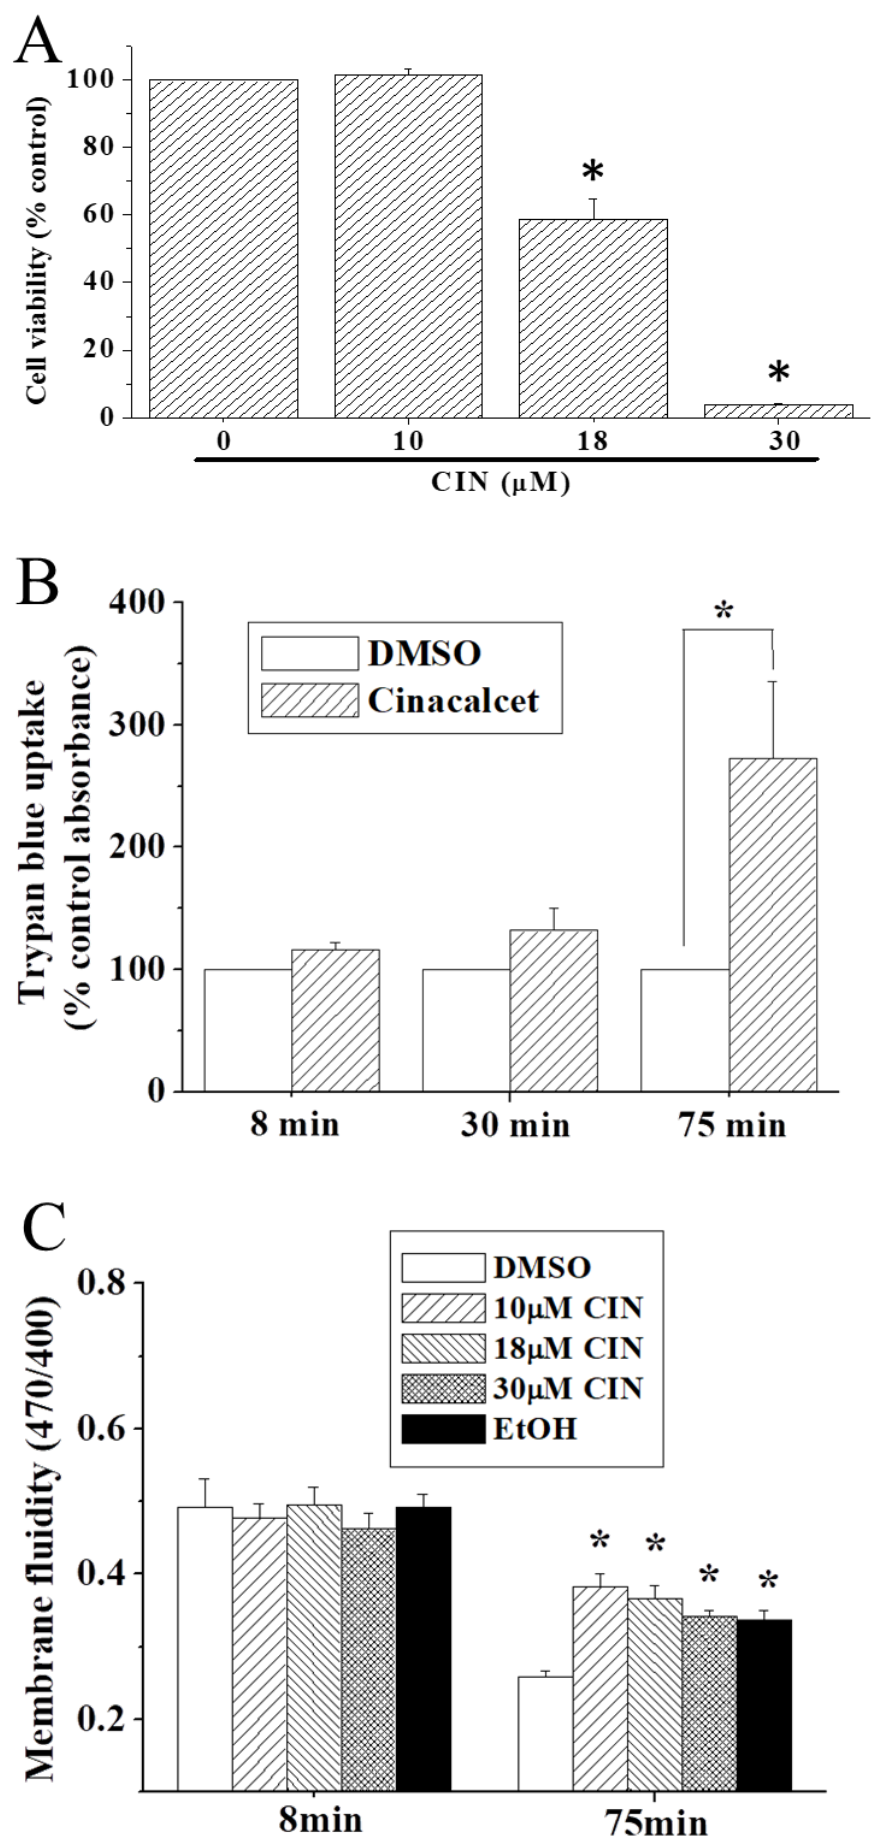 A
Cell viability (% control)
100
80
60
40
20
0
*
*
0 10 18 30
CIN (μM)
B
Trypan blue uptake
(% control absorbance)
400
300
200
100
0
DMSO
Cinacalcet
*
8 min 30 min 75 min
C
Membrane fluidity (470/400)
0.8
0.6
0.4
0.2
DMSO
10μM CIN
18μM CIN
30μM CIN
EtOH
* * * *
8min 75min